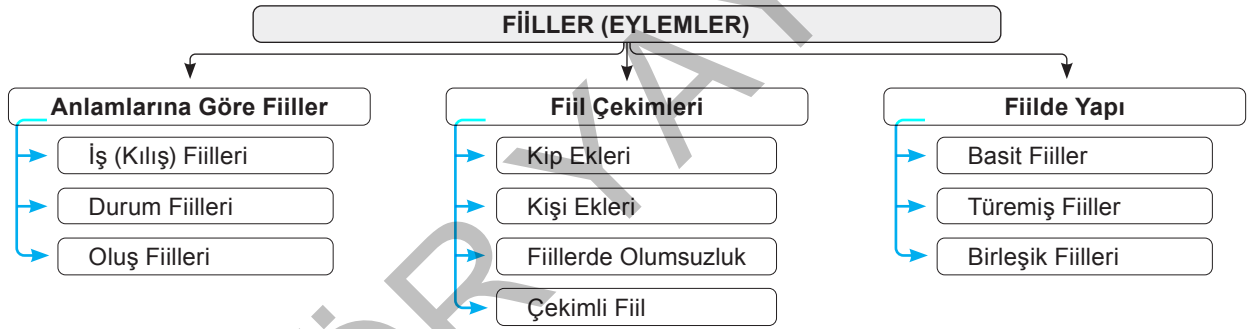 FİİLLER (EYLEMLER)
Anlamlarına Göre Fiiller
İş (Kılış) Fiilleri
Durum Fiilleri
Oluş Fiilleri
Fiil Çekimleri
Kip Ekleri
Kişi Ekleri
Fiillerde Olumsuzluk
Çekimli Fiil
Fiilde Yapı
Basit Fiiller
Türemiş Fiiller
Birleşik Fiilleri